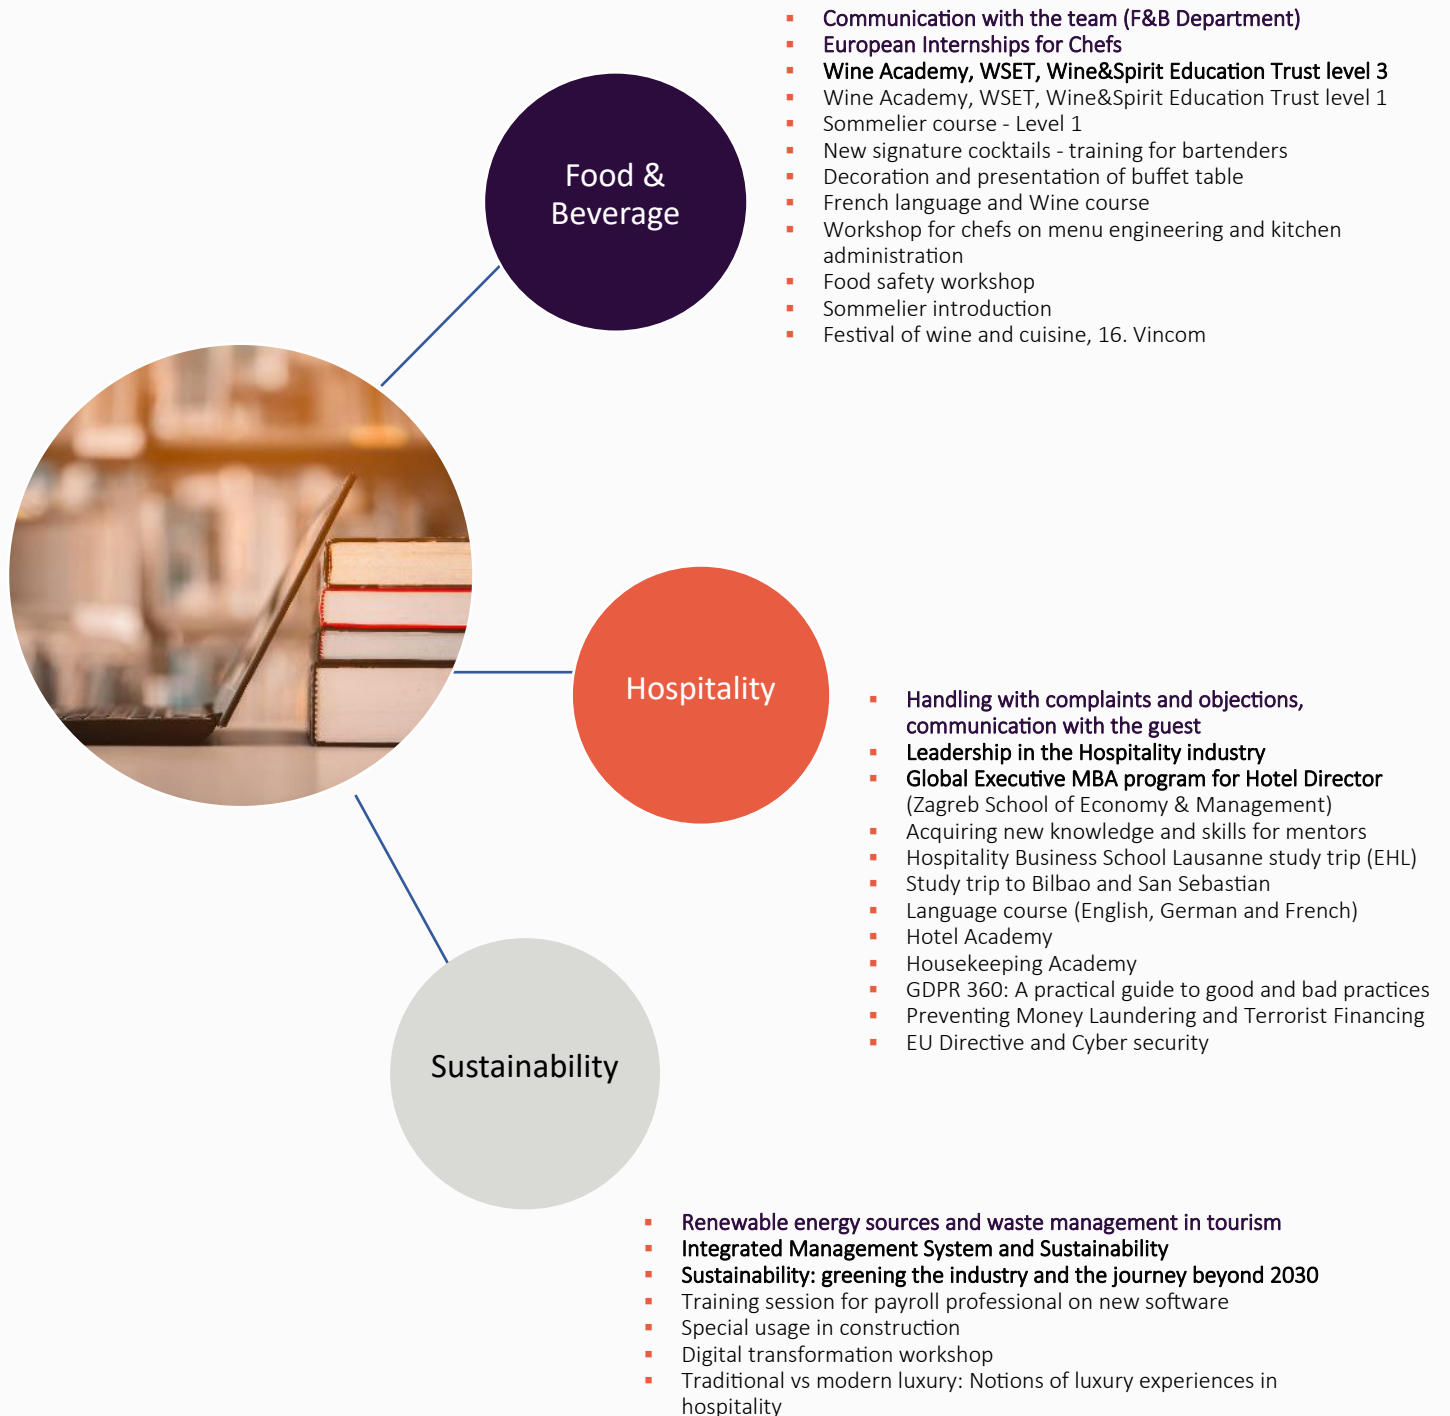 Communication with the team (F&B Department)
European Internships for Chefs
Wine Academy, WSET, Wine&Spirit Education Trust level 3
Wine Academy, WSET, Wine&Spirit Education Trust level 1
Sommelier course - Level 1
New signature cocktails - training for bartenders
Decoration and presentation of buffet table
French language and Wine course
Workshop for chefs on menu engineering and kitchen
administration
Food safety workshop
Sommelier introduction
Festival of wine and cuisine, 16. Vincom
Food &
Beverage
Hospitality
Handling with complaints and objections,
communication with the guest
Leadership in the Hospitality industry
Global Executive MBA program for Hotel Director
(Zagreb School of Economy & Management)
Acquiring new knowledge and skills for mentors
Hospitality Business School Lausanne study trip (EHL)
Study trip to Bilbao and San Sebastian
Language course (English, German and French)
Hotel Academy
Housekeeping Academy
GDPR 360: A practical guide to good and bad practices
Preventing Money Laundering and Terrorist Financing
EU Directive and Cyber security
Sustainability
Renewable energy sources and waste management in tourism
Integrated Management System and Sustainability
Sustainability: greening the industry and the journey beyond 2030
Training session for payroll professional on new software
Special usage in construction
Digital transformation workshop
Traditional vs modern luxury: Notions of luxury experiences in
hospitality